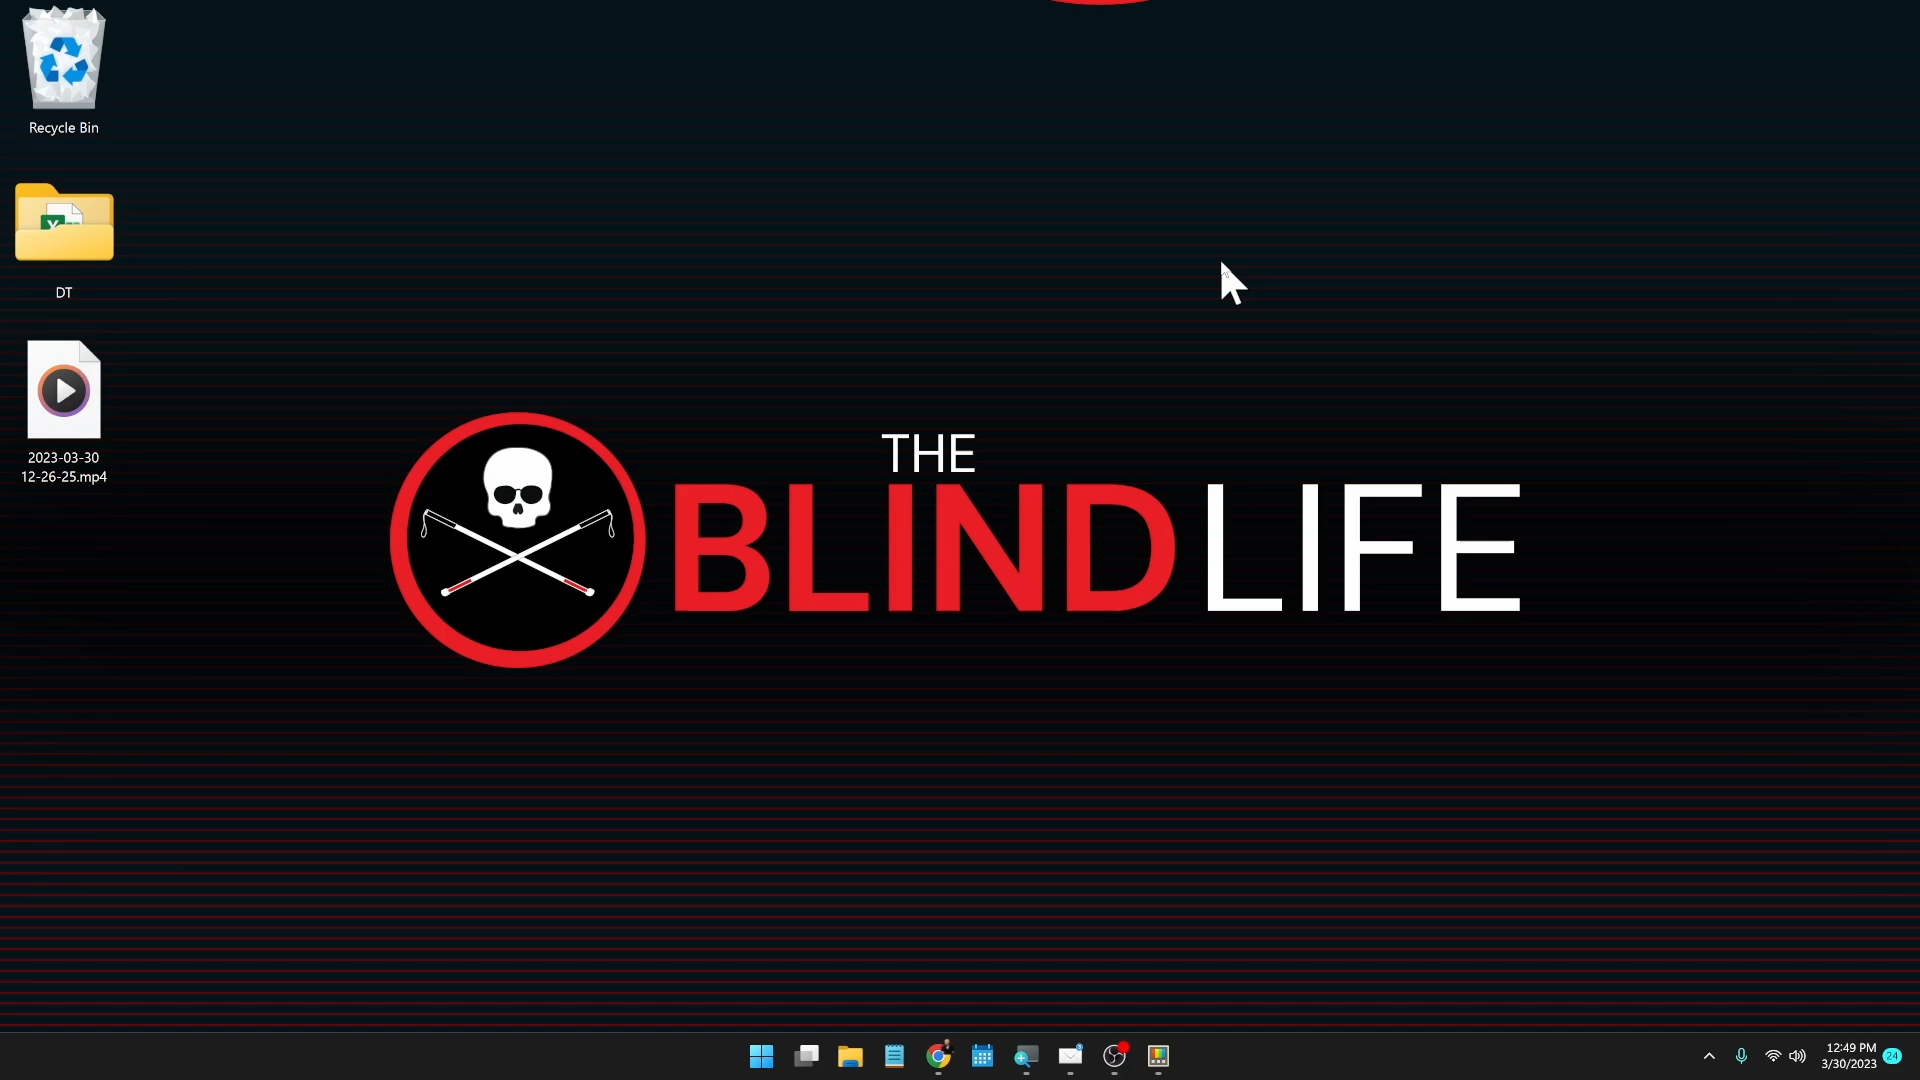 Recycle Bin
DT
2023-03-30
12-26-25.mp4
THE
BLIND LIFE
12:49 PM
3/30/2023
24